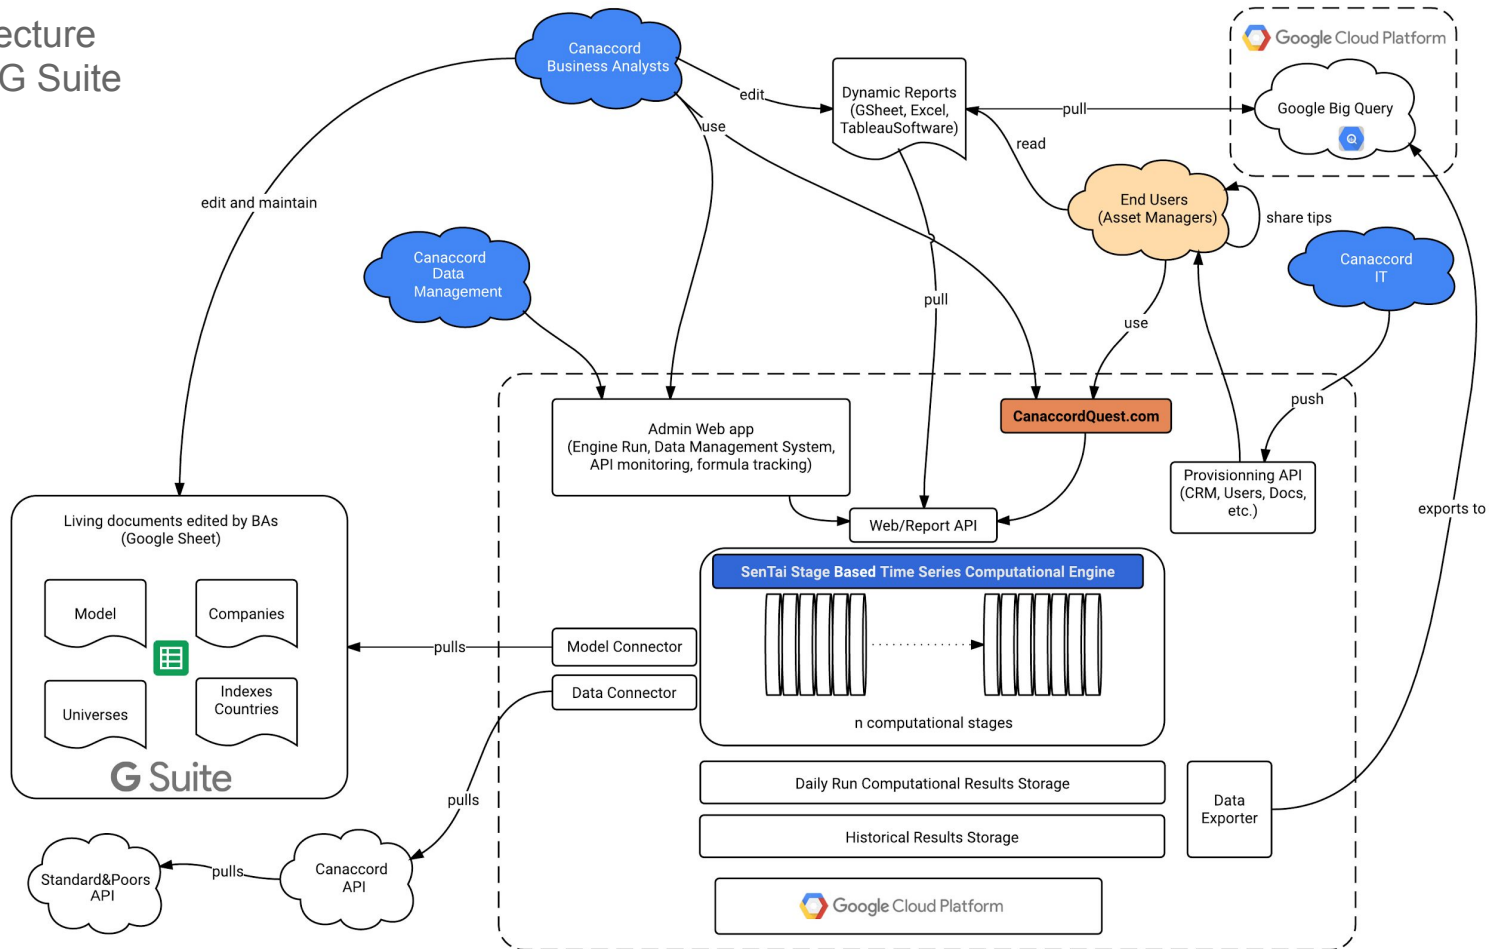 ecture
G Suite
Canaccord
Business Analysts
edit
use
Dynamic Reports
(GSheet, Excel,
TableauSoftware)
pull
Google Cloud Platform
Google Big Query
read
End Users
(Asset Managers)
share tips
edit and maintain
Canaccord
Data
Management
Canaccord
IT
pull
use
push
Admin Web app
(Engine Run, Data Management System,
API monitoring, formula tracking)
CanaccordQuest.com
Provisionning API
(CRM, Users, Docs,
etc.)
exports to
Web/Report API
Living documents edited by BAs
(Google Sheet)
Model
Companies
Universes
Indexes
Countries
G Suite
pulls
Model Connector
Data Connector
SenTai Stage Based Time Series Computational Engine
n computational stages
pulls
Daily Run Computational Results Storage
Historical Results Storage
Data
Exporter
Standard&Poors
API
pulls
Canaccord
API
Google Cloud Platform